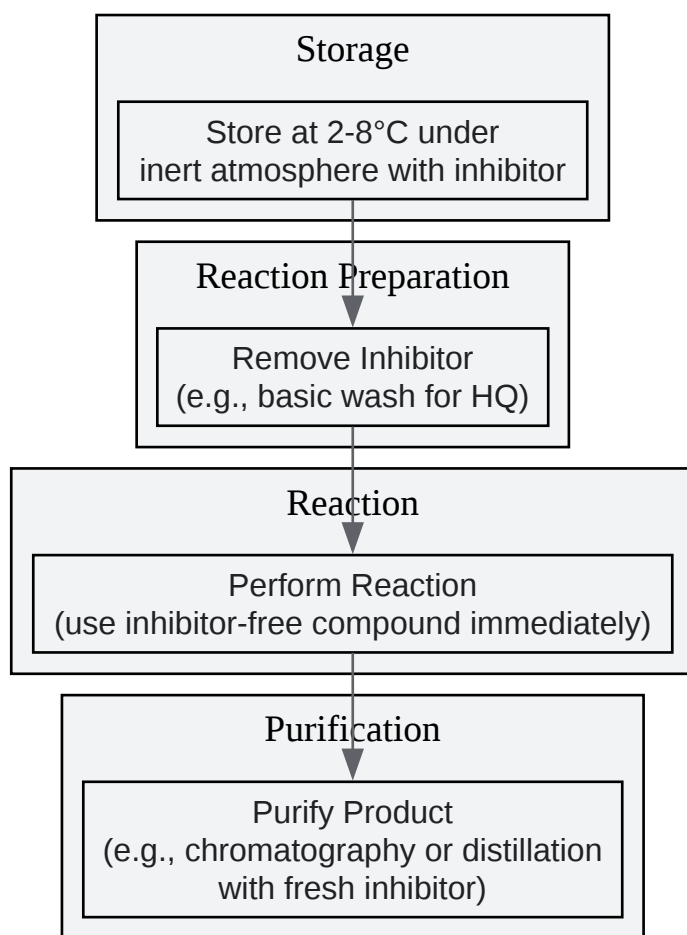 Storage
Store at 2-8°C under
inert atmosphere with inhibitor
Reaction Preparation
Remove Inhibitor
(e.g., basic wash for HQ)
Reaction
Perform Reaction
(use inhibitor-free compound immediately)
Purification
Purify Product
(e.g., chromatography or distillation
with fresh inhibitor)